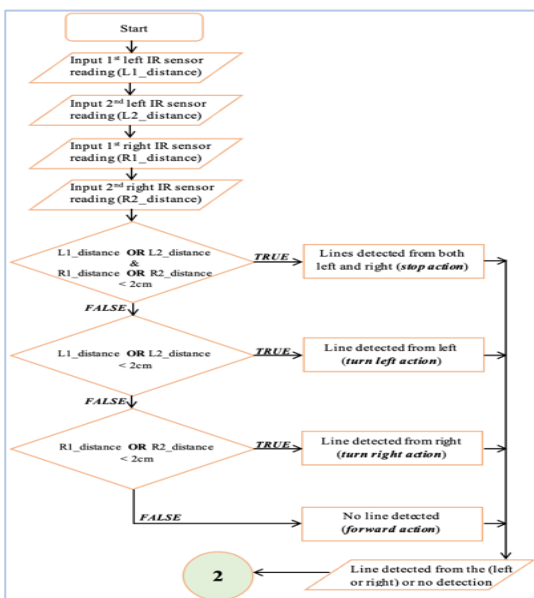 Start
Input 1st left IR sensor
reading (L1_distance)
Input 2nd left IR sensor
reading (L2_distance)
Input 1st right IR sensor
reading (R1_distance)
Input 2nd right IR sensor
reading (R2_distance)
L1_distance OR L2_distance
&
R1_distance OR R2_distance
< 2cm
TRUE
Lines detected from both
left and right (stop action)
FALSE
L1_distance OR L2_distance
< 2cm
TRUE
Line detected from left
(turn left action)
FALSE
R1_distance OR R2_distance
< 2cm
TRUE
Line detected from right
(turn right action)
FALSE
No line detected
(forward action)
Line detected from the (left
or right) or no detection
2